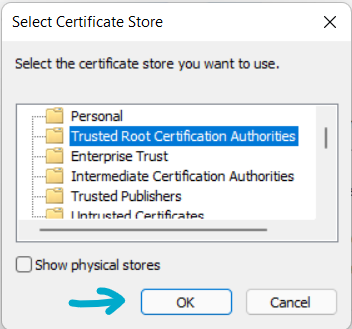 Select Certificate Store
Select the certificate store you want to use.
Personal
Trusted Root Certification Authorities
Enterprise Trust
Intermediate Certification Authorities
Trusted Publishers
Untrusted Certificates
Show physical stores
OK
Cancel